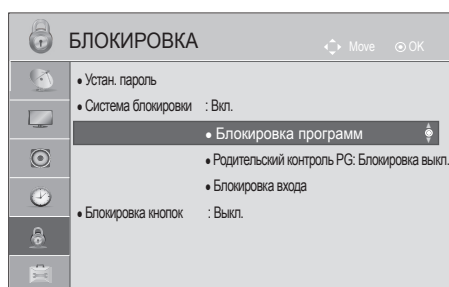 БЛОКИРОВКА Move OK
• Устан. пароль
• Система блокировки : Вкл.
• Блокировка программ
• Родительский контроль PG: Блокировка выкл.
• Блокировка входа
• Блокировка кнопок : Выкл.